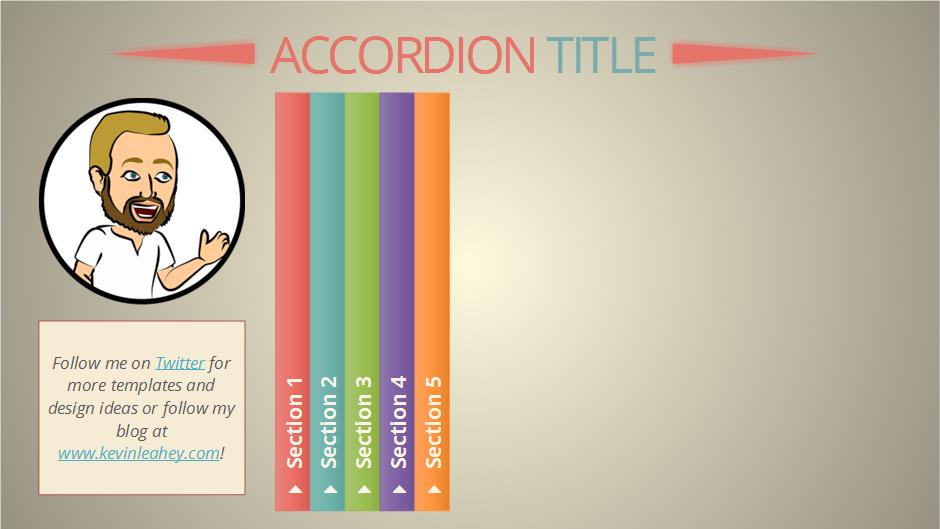 ACCORDION TITLE
Follow me on Twitter for
more templates and
design ideas or follow my
blog at
www.kevinleahey.com!
Section 1
Section 2
Section 3
Section 4
Section 5